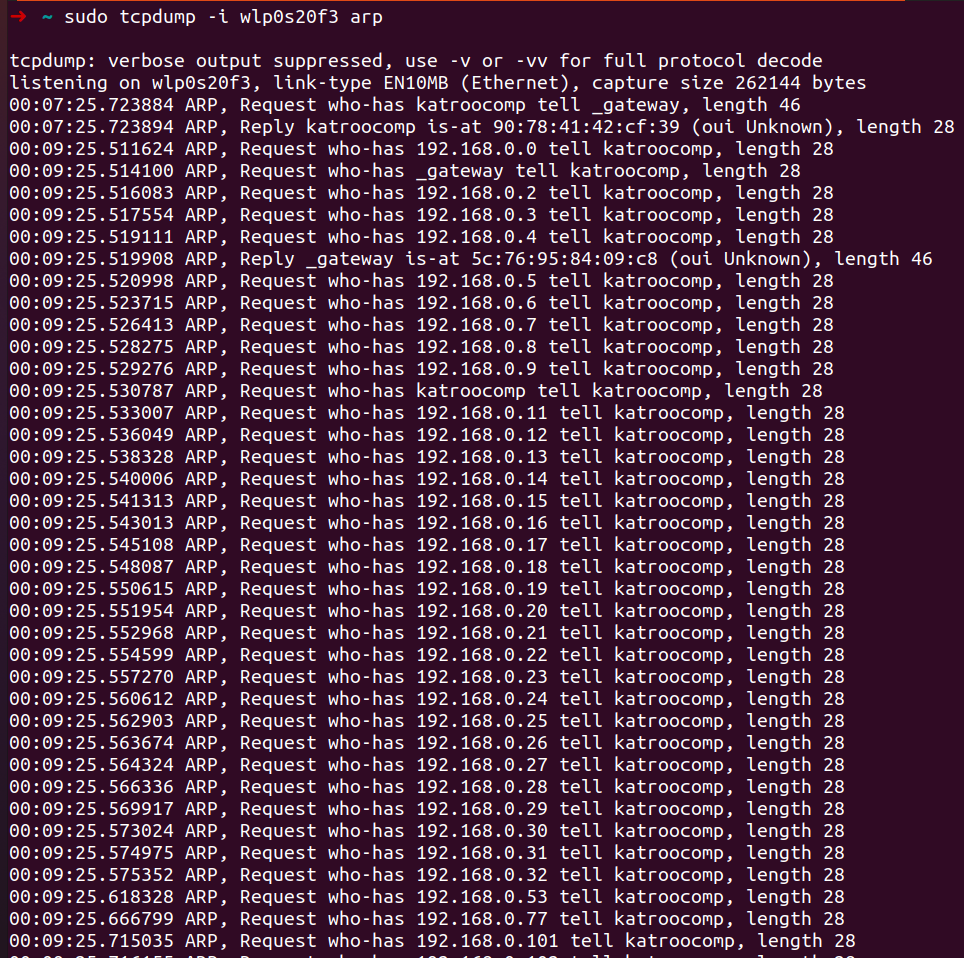 ➜ ~ sudo tcpdump -i wlp0s20f3 arp
tcpdump: verbose output suppressed, use -v or -vv for full protocol decode
listening on wlp0s20f3, link-type EN10MB (Ethernet), capture size 262144 bytes
00:07:25.723884 ARP, Request who-has katroocomp tell _gateway, length 46
00:07:25.723894 ARP, Reply katroocomp is-at 90:78:41:42:cf:39 (oui Unknown), length 28
00:09:25.511624 ARP, Request who-has 192.168.0.0 tell katroocomp, length 28
00:09:25.514100 ARP, Request who-has _gateway tell katroocomp, length 28
00:09:25.516083 ARP, Request who-has 192.168.0.2 tell katroocomp, length 28
00:09:25.517554 ARP, Request who-has 192.168.0.3 tell katroocomp, length 28
00:09:25.519111 ARP, Request who-has 192.168.0.4 tell katroocomp, length 28
00:09:25.519908 ARP, Reply _gateway is-at 5c:76:95:84:09:c8 (oui Unknown), length 46
00:09:25.520998 ARP, Request who-has 192.168.0.5 tell katroocomp, length 28
00:09:25.523715 ARP, Request who-has 192.168.0.6 tell katroocomp, length 28
00:09:25.526413 ARP, Request who-has 192.168.0.7 tell katroocomp, length 28
00:09:25.528275 ARP, Request who-has 192.168.0.8 tell katroocomp, length 28
00:09:25.529276 ARP, Request who-has 192.168.0.9 tell katroocomp, length 28
00:09:25.530787 ARP, Request who-has katroocomp tell katroocomp, length 28
00:09:25.533007 ARP, Request who-has 192.168.0.11 tell katroocomp, length 28
00:09:25.536049 ARP, Request who-has 192.168.0.12 tell katroocomp, length 28
00:09:25.538328 ARP, Request who-has 192.168.0.13 tell katroocomp, length 28
00:09:25.540006 ARP, Request who-has 192.168.0.14 tell katroocomp, length 28
00:09:25.541313 ARP, Request who-has 192.168.0.15 tell katroocomp, length 28
00:09:25.543013 ARP, Request who-has 192.168.0.16 tell katroocomp, length 28
00:09:25.545108 ARP, Request who-has 192.168.0.17 tell katroocomp, length 28
00:09:25.548087 ARP, Request who-has 192.168.0.18 tell katroocomp, length 28
00:09:25.550615 ARP, Request who-has 192.168.0.19 tell katroocomp, length 28
00:09:25.551954 ARP, Request who-has 192.168.0.20 tell katroocomp, length 28
00:09:25.552968 ARP, Request who-has 192.168.0.21 tell katroocomp, length 28
00:09:25.554599 ARP, Request who-has 192.168.0.22 tell katroocomp, length 28
00:09:25.557270 ARP, Request who-has 192.168.0.23 tell katroocomp, length 28
00:09:25.560612 ARP, Request who-has 192.168.0.24 tell katroocomp, length 28
00:09:25.562903 ARP, Request who-has 192.168.0.25 tell katroocomp, length 28
00:09:25.563674 ARP, Request who-has 192.168.0.26 tell katroocomp, length 28
00:09:25.564324 ARP, Request who-has 192.168.0.27 tell katroocomp, length 28
00:09:25.566336 ARP, Request who-has 192.168.0.28 tell katroocomp, length 28
00:09:25.569917 ARP, Request who-has 192.168.0.29 tell katroocomp, length 28
00:09:25.573024 ARP, Request who-has 192.168.0.30 tell katroocomp, length 28
00:09:25.574975 ARP, Request who-has 192.168.0.31 tell katroocomp, length 28
00:09:25.575352 ARP, Request who-has 192.168.0.32 tell katroocomp, length 28
00:09:25.618328 ARP, Request who-has 192.168.0.53 tell katroocomp, length 28
00:09:25.666799 ARP, Request who-has 192.168.0.77 tell katroocomp, length 28
00:09:25.715035 ARP, Request who-has 192.168.0.101 tell katroocomp, length 28